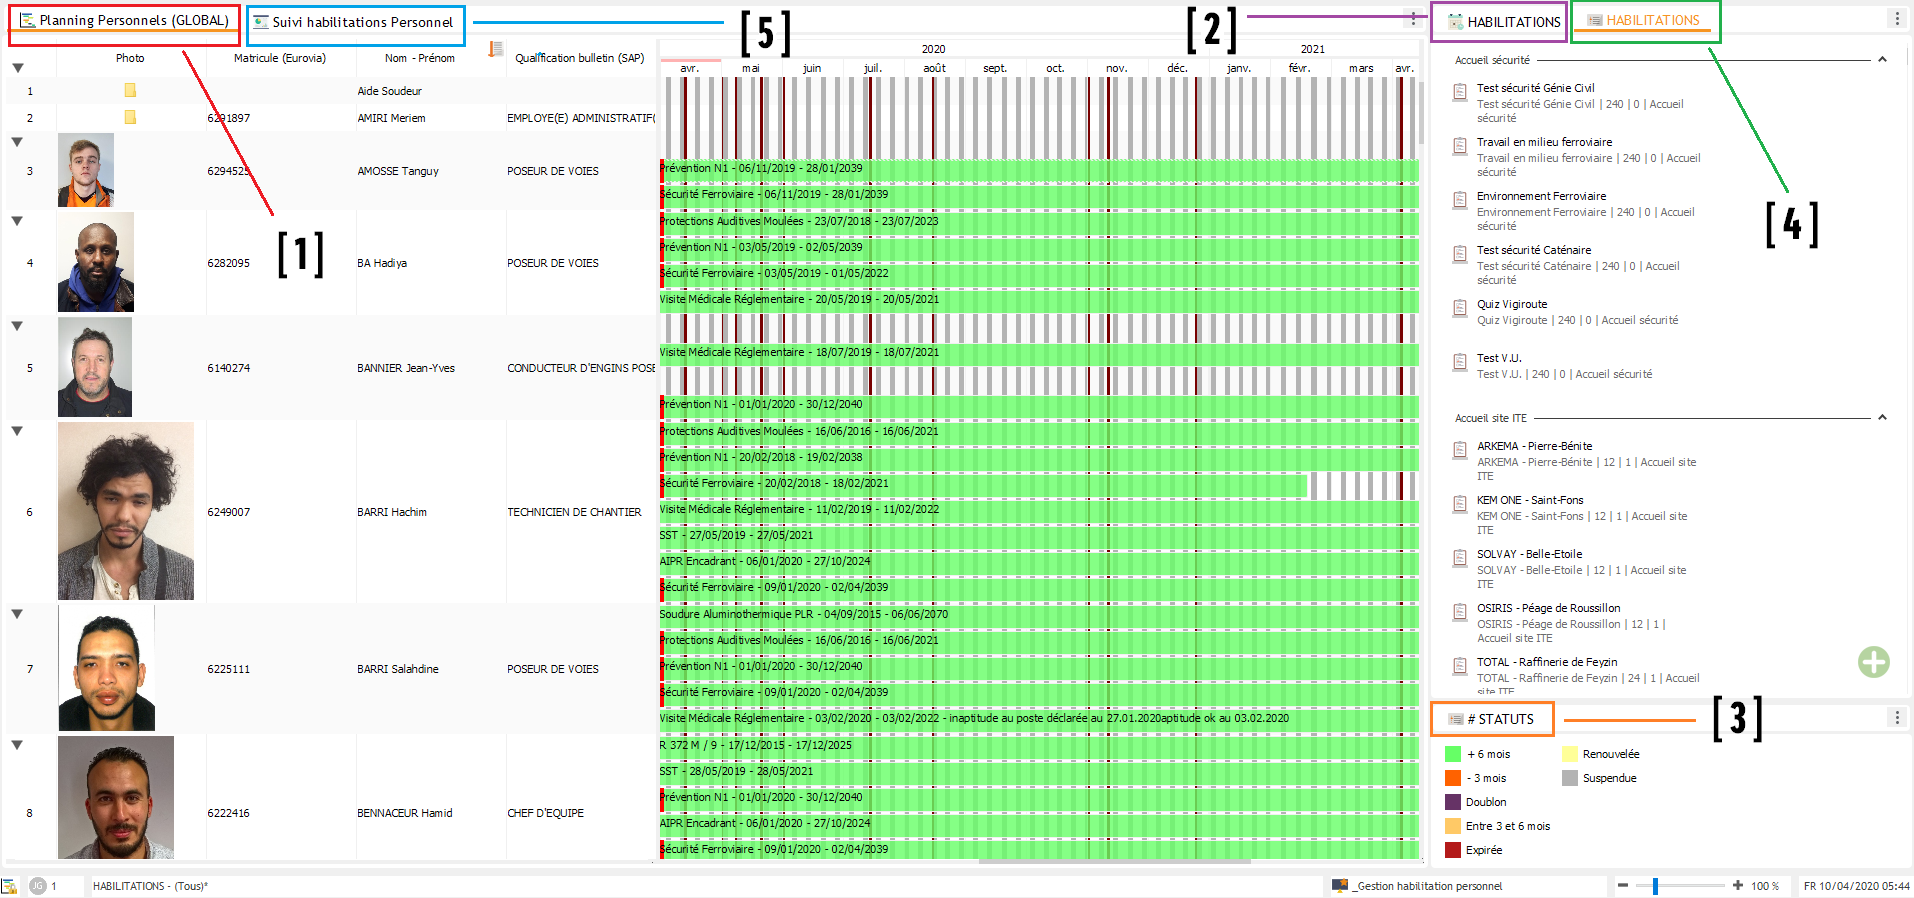 Planning Personnels (GLOBAL)
Suivi habilitations Personnel
[5]
[2]
HABILITATIONS
HABILITATIONS
Photo
Matricule (Eurovia)
Nom - Prénom
Qualification bulletin (SAP)
2020
2021
avr.
mai
juin
juil.
août
sept.
oct.
nov.
déc.
janv.
févr.
mars
avr.
1
Aide Soudeur
2
6291897
AMIRI Meriem
EMPLOYE(E) ADMINISTRATIF(
3
6294525
AMOSSE Tanguy
POSEUR DE VOIES
Prévention N1 - 06/11/2019 - 28/01/2039
Sécurité Ferroviaire - 06/11/2019 - 28/01/2039
[1]
4
6282095
BA Hadiya
POSEUR DE VOIES
Protections Auditives Moulées - 23/07/2018 - 23/07/2023
Prévention N1 - 03/05/2019 - 02/05/2039
Sécurité Ferroviaire - 03/05/2019 - 01/05/2022
Visite Médicale Réglementaire - 20/05/2019 - 20/05/2021
5
6140274
BANNIER Jean-Yves
CONDUCTEUR D'ENGINS POSE
Visite Médicale Réglementaire - 18/07/2019 - 18/07/2021
Prévention N1 - 01/01/2020 - 30/12/2040
6
6249007
BARRI Hachim
TECHNICIEN DE CHANTIER
Protections Auditives Moulées - 16/06/2016 - 16/06/2021
Prévention N1 - 20/02/2018 - 19/02/2038
Sécurité Ferroviaire - 20/02/2018 - 18/02/2021
Visite Médicale Réglementaire - 11/02/2019 - 11/02/2022
SST - 27/05/2019 - 27/05/2021
AIPR Encadrant - 06/01/2020 - 27/10/2024
Sécurité Ferroviaire - 09/01/2020 - 02/04/2039
7
6225111
BARRI Salahdine
POSEUR DE VOIES
Soudure Aluminothermique PLR - 04/09/2015 - 06/06/2070
Protections Auditives Moulées - 16/06/2016 - 16/06/2021
Prévention N1 - 01/01/2020 - 30/12/2040
Sécurité Ferroviaire - 09/01/2020 - 02/04/2039
Visite Médicale Réglementaire - 03/02/2020 - 03/02/2022 - inaptitude au poste déclarée au 27.01.2020aptitude ok au 03.02.2020
8
6222416
BENNACEUR Hamid
CHEF D'EQUIPE
R 372 M / 9 - 17/12/2015 - 17/12/2025
SST - 28/05/2019 - 28/05/2021
Prévention N1 - 01/01/2020 - 30/12/2040
AIPR Encadrant - 06/01/2020 - 27/10/2024
Sécurité Ferroviaire - 09/01/2020 - 02/04/2039
Accueil sécurité
Test sécurité Génie Civil
Test sécurité Génie Civil | 240 | 0 | Accueil
sécurité
Travail en milieu ferroviaire
Travail en milieu ferroviaire | 240 | 0 | Accueil
sécurité
Environnement Ferroviaire
Environnement Ferroviaire | 240 | 0 | Accueil
sécurité
[4]
Test sécurité Caténaire
Test sécurité Caténaire | 240 | 0 | Accueil
sécurité
Quiz Vigiroute
Quiz Vigiroute | 240 | 0 | Accueil sécurité
Test V.U.
Test V.U. | 240 | 0 | Accueil sécurité
Accueil site ITE
ARKEMA - Pierre-Bénite
ARKEMA - Pierre-Bénite | 12 | 1 | Accueil site
ITE
KEM ONE - Saint-Fons
KEM ONE - Saint-Fons | 12 | 1 | Accueil site
ITE
SOLVAY - Belle-Etoile
SOLVAY - Belle-Etoile | 12 | 1 | Accueil site
ITE
OSIRIS - Péage de Roussillon
OSIRIS - Péage de Roussillon | 12 | 1 |
Accueil site ITE
TOTAL - Raffinerie de Feyzin
TOTAL - Raffinerie de Feyzin | 24 | 1 | Accueil
site ITE
# STATUTS
[3]
+ 6 mois
Renouvelée
- 3 mois
Suspendue
Doublon
Entre 3 et 6 mois
Expirée
JG
1
HABILITATIONS - (Tous)*
_Gestion habilitation personnel
100 %
FR 10/04/2020 05:44